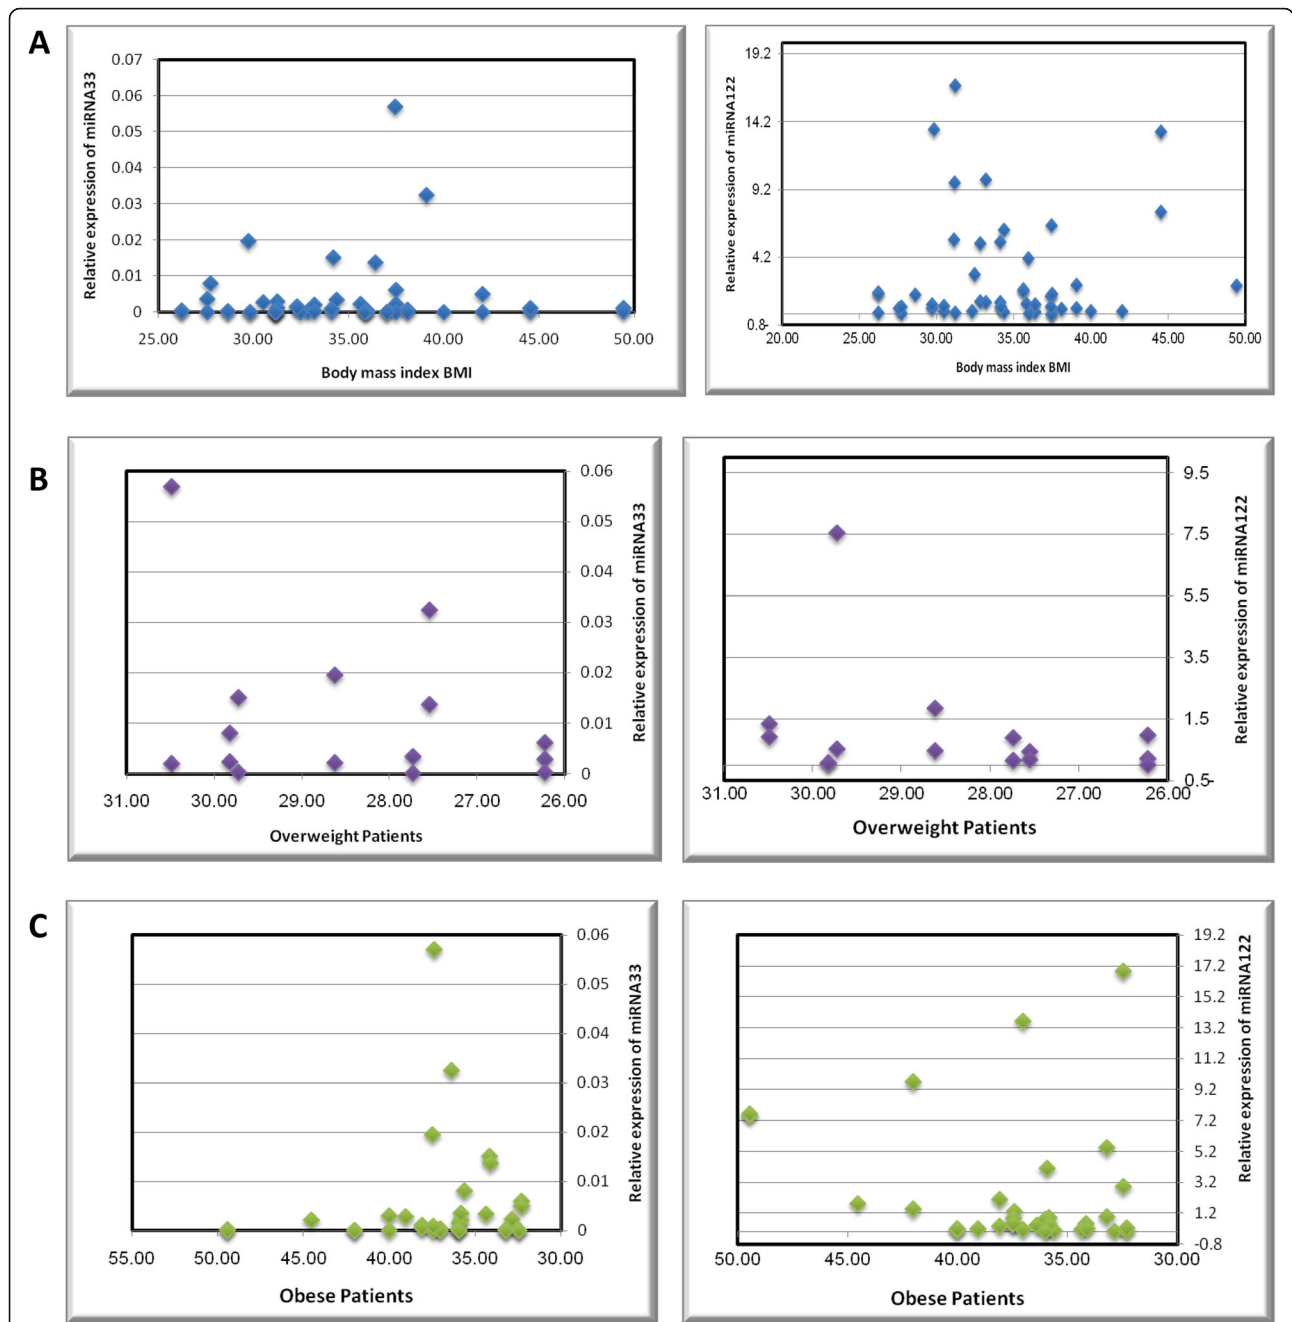 A
Relative expression of miRNA33
0.07
0.06
0.05
0.04
0.03
0.02
0.01
0
25.00 30.00 35.00 40.00 45.00 50.00
Body mass index BMI
Relative expression of miRNA122
19.2
14.2
9.2
4.2
0.8-
20.00 25.00 30.00 35.00 40.00 45.00 50.00
Body mass index BMI
B
0.06
0.05
0.04
0.03
0.02
0.01
0
Relative expression of miRNA33
31.00 30.00 29.00 28.00 27.00 26.00
Overweight Patients
9.5
7.5
5.5
3.5
1.5
0.5-
Relative expression of miRNA122
31.00 30.00 29.00 28.00 27.00 26.00
Overweight Patients
C
0.06
0.05
0.04
0.03
0.02
0.01
0
Relative expression of miRNA33
55.00 50.00 45.00 40.00 35.00 30.00
Obese Patients
19.2
17.2
15.2
13.2
11.2
9.2
7.2
5.2
3.2
1.2
-0.8
Relative expression of miRNA122
50.00 45.00 40.00 35.00 30.00
Obese Patients